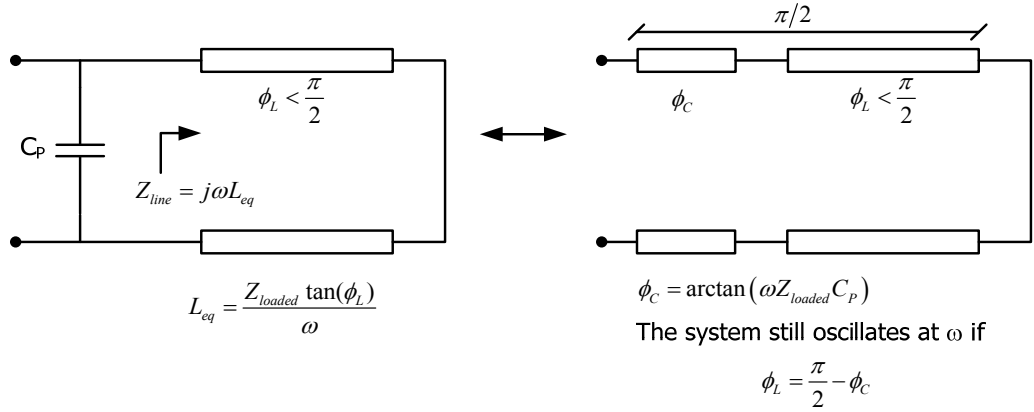 π/2
ϕ_L < π/2
ϕ_C
ϕ_L < π/2
C_P
Z_line = jωL_eq
L_eq = Z_loaded tan(ϕ_L) / ω
ϕ_C = arctan(ωZ_loaded C_P)
The system still oscillates at ω if
ϕ_L = π/2 − ϕ_C